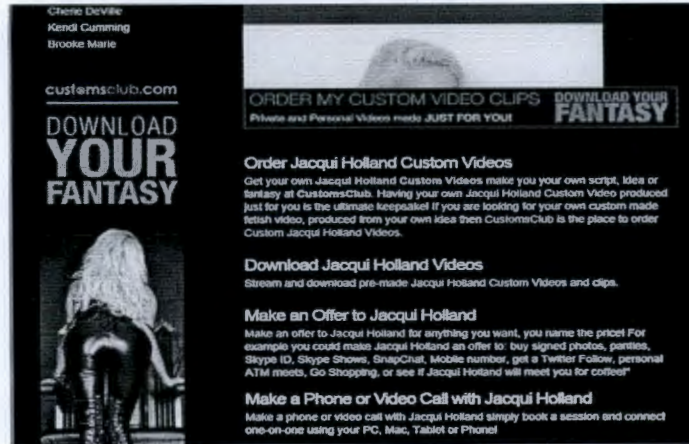 Cherie DeVille
Kendi Cumming
Brooke Marie
customsclub.com
DOWNLOAD
YOUR
FANTASY
ORDER MY CUSTOM VIDEO CLIPS
Private and Personal Videos made JUST FOR YOU!
DOWNLOAD YOUR
FANTASY
Order Jacqui Holland Custom Videos
Get your own Jacqui Holland Custom Videos make you your own script, idea or
fantasy at CustomsClub. Having your own Jacqui Holland Custom Video produced
just for you is the ultimate keepsake! If you are looking for your own custom made
fetish video, produced from your own idea then CustomsClub is the place to order
Custom Jacqui Holland Videos.
Download Jacqui Holland Videos
Stream and download pre-made Jacqui Holland Custom Videos and clips.
Make an Offer to Jacqui Holland
Make an offer to Jacqui Holland for anything you want, you name the price! For
example you could make Jacqui Holland an offer to: buy signed photos, panties,
Skype ID, Skype Shows, SnapChat, Mobile number, get a Twitter Follow, personal
ATM meets, Go Shopping, or see if Jacqui Holland will meet you for coffee!"
Make a Phone or Video Call with Jacqui Holland
Make a phone or video call with Jacqui Holland simply book a session and connect
one-on-one using your PC, Mac, Tablet or Phone!